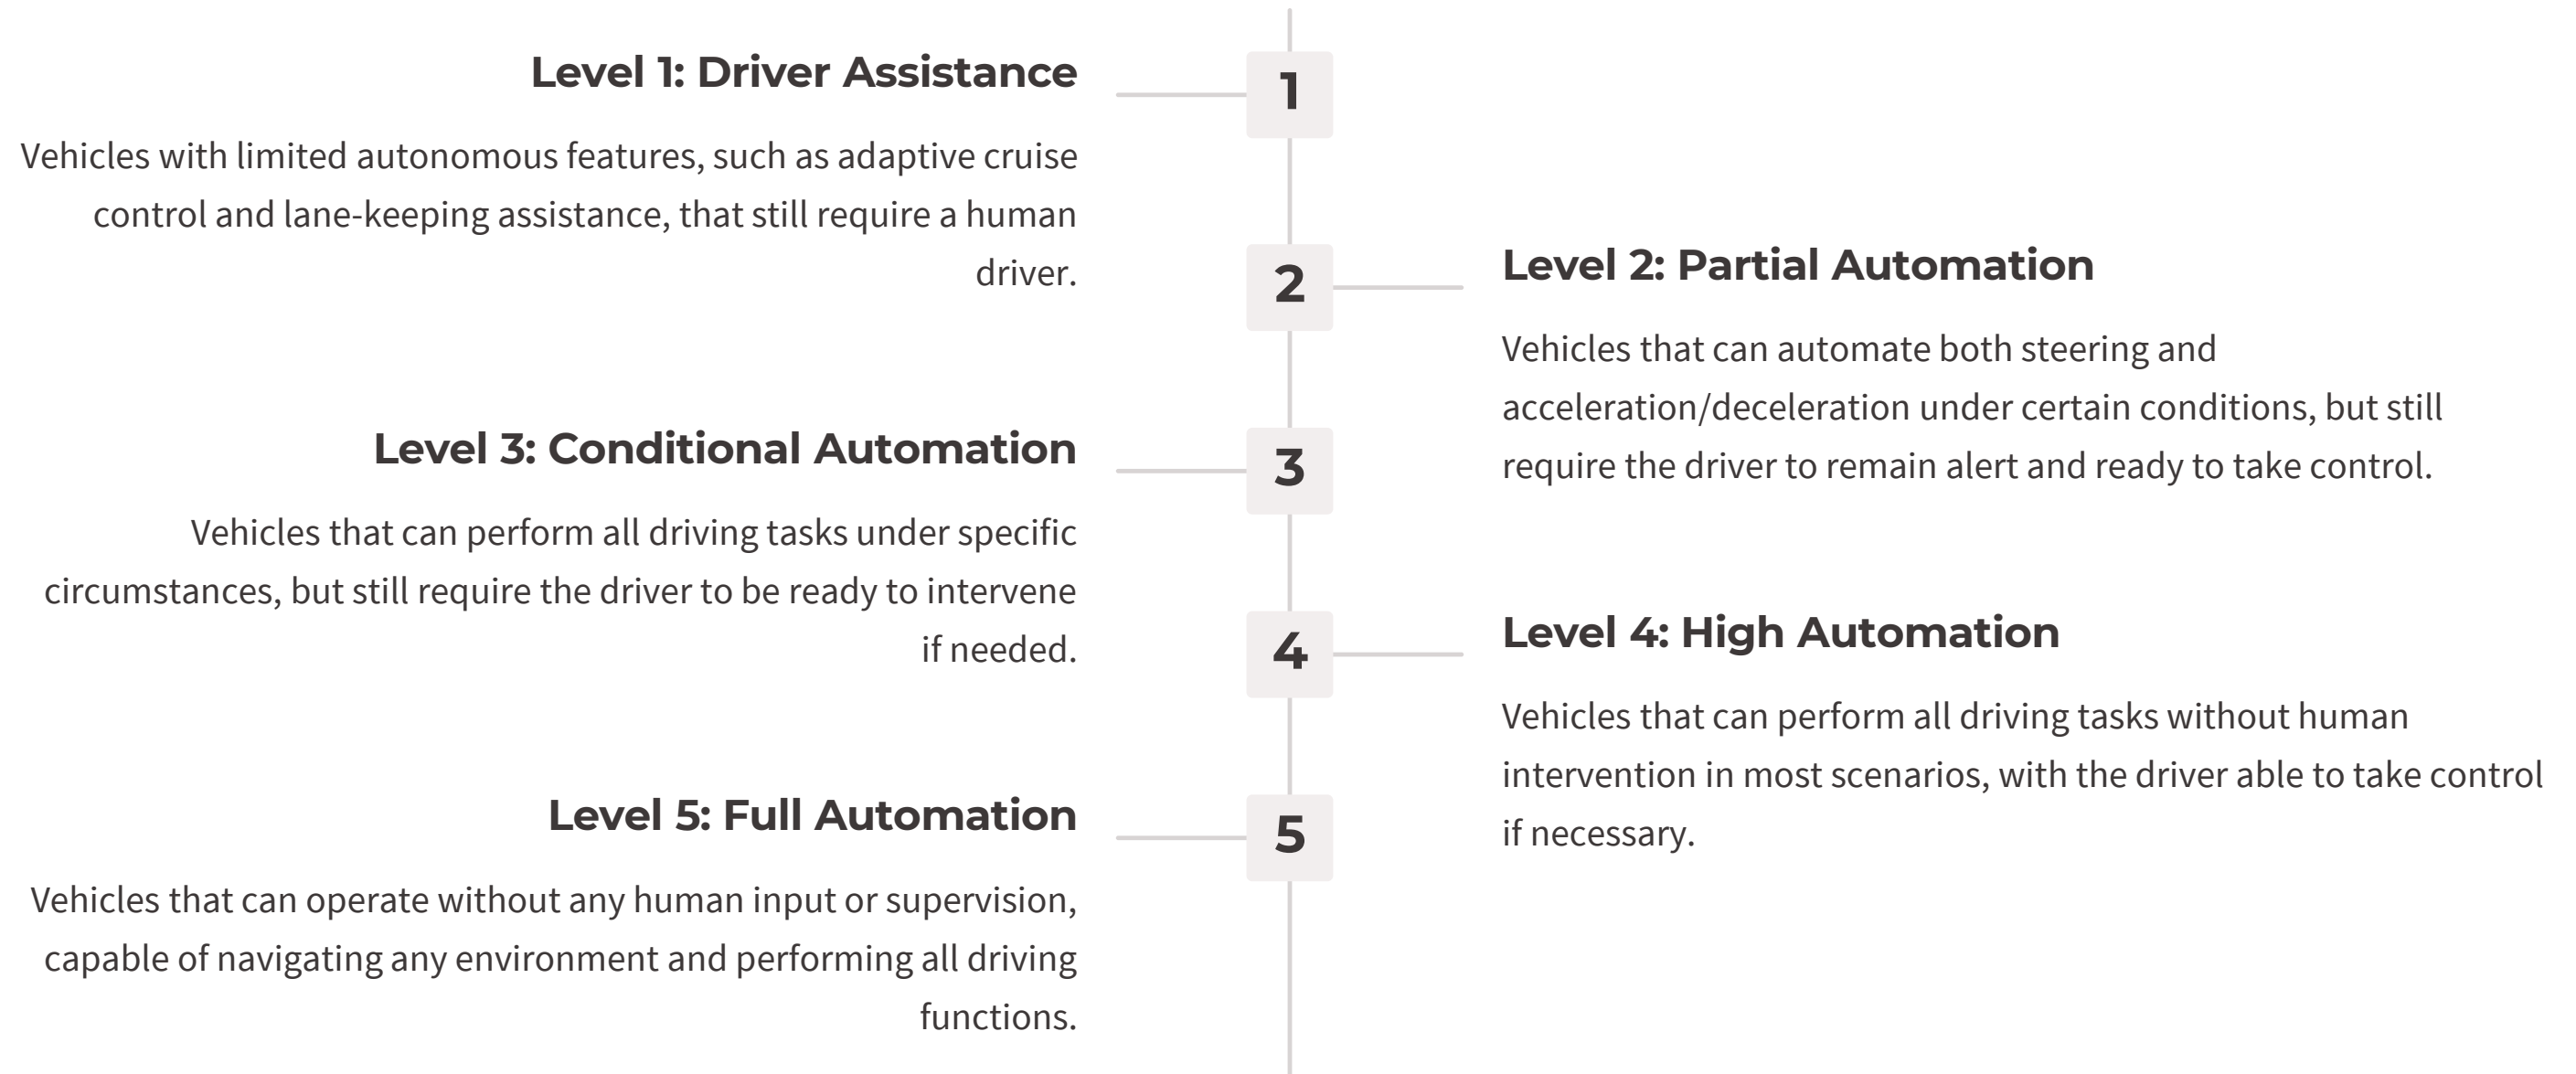 Level 1: Driver Assistance
1
Vehicles with limited autonomous features, such as adaptive cruise
control and lane-keeping assistance, that still require a human
driver.
2
Level 2: Partial Automation
Vehicles that can automate both steering and
acceleration/deceleration under certain conditions, but still
require the driver to remain alert and ready to take control.
Level 3: Conditional Automation
3
Vehicles that can perform all driving tasks under specific
circumstances, but still require the driver to be ready to intervene
if needed.
4
Level 4: High Automation
Vehicles that can perform all driving tasks without human
intervention in most scenarios, with the driver able to take control
if necessary.
Level 5: Full Automation
5
Vehicles that can operate without any human input or supervision,
capable of navigating any environment and performing all driving
functions.